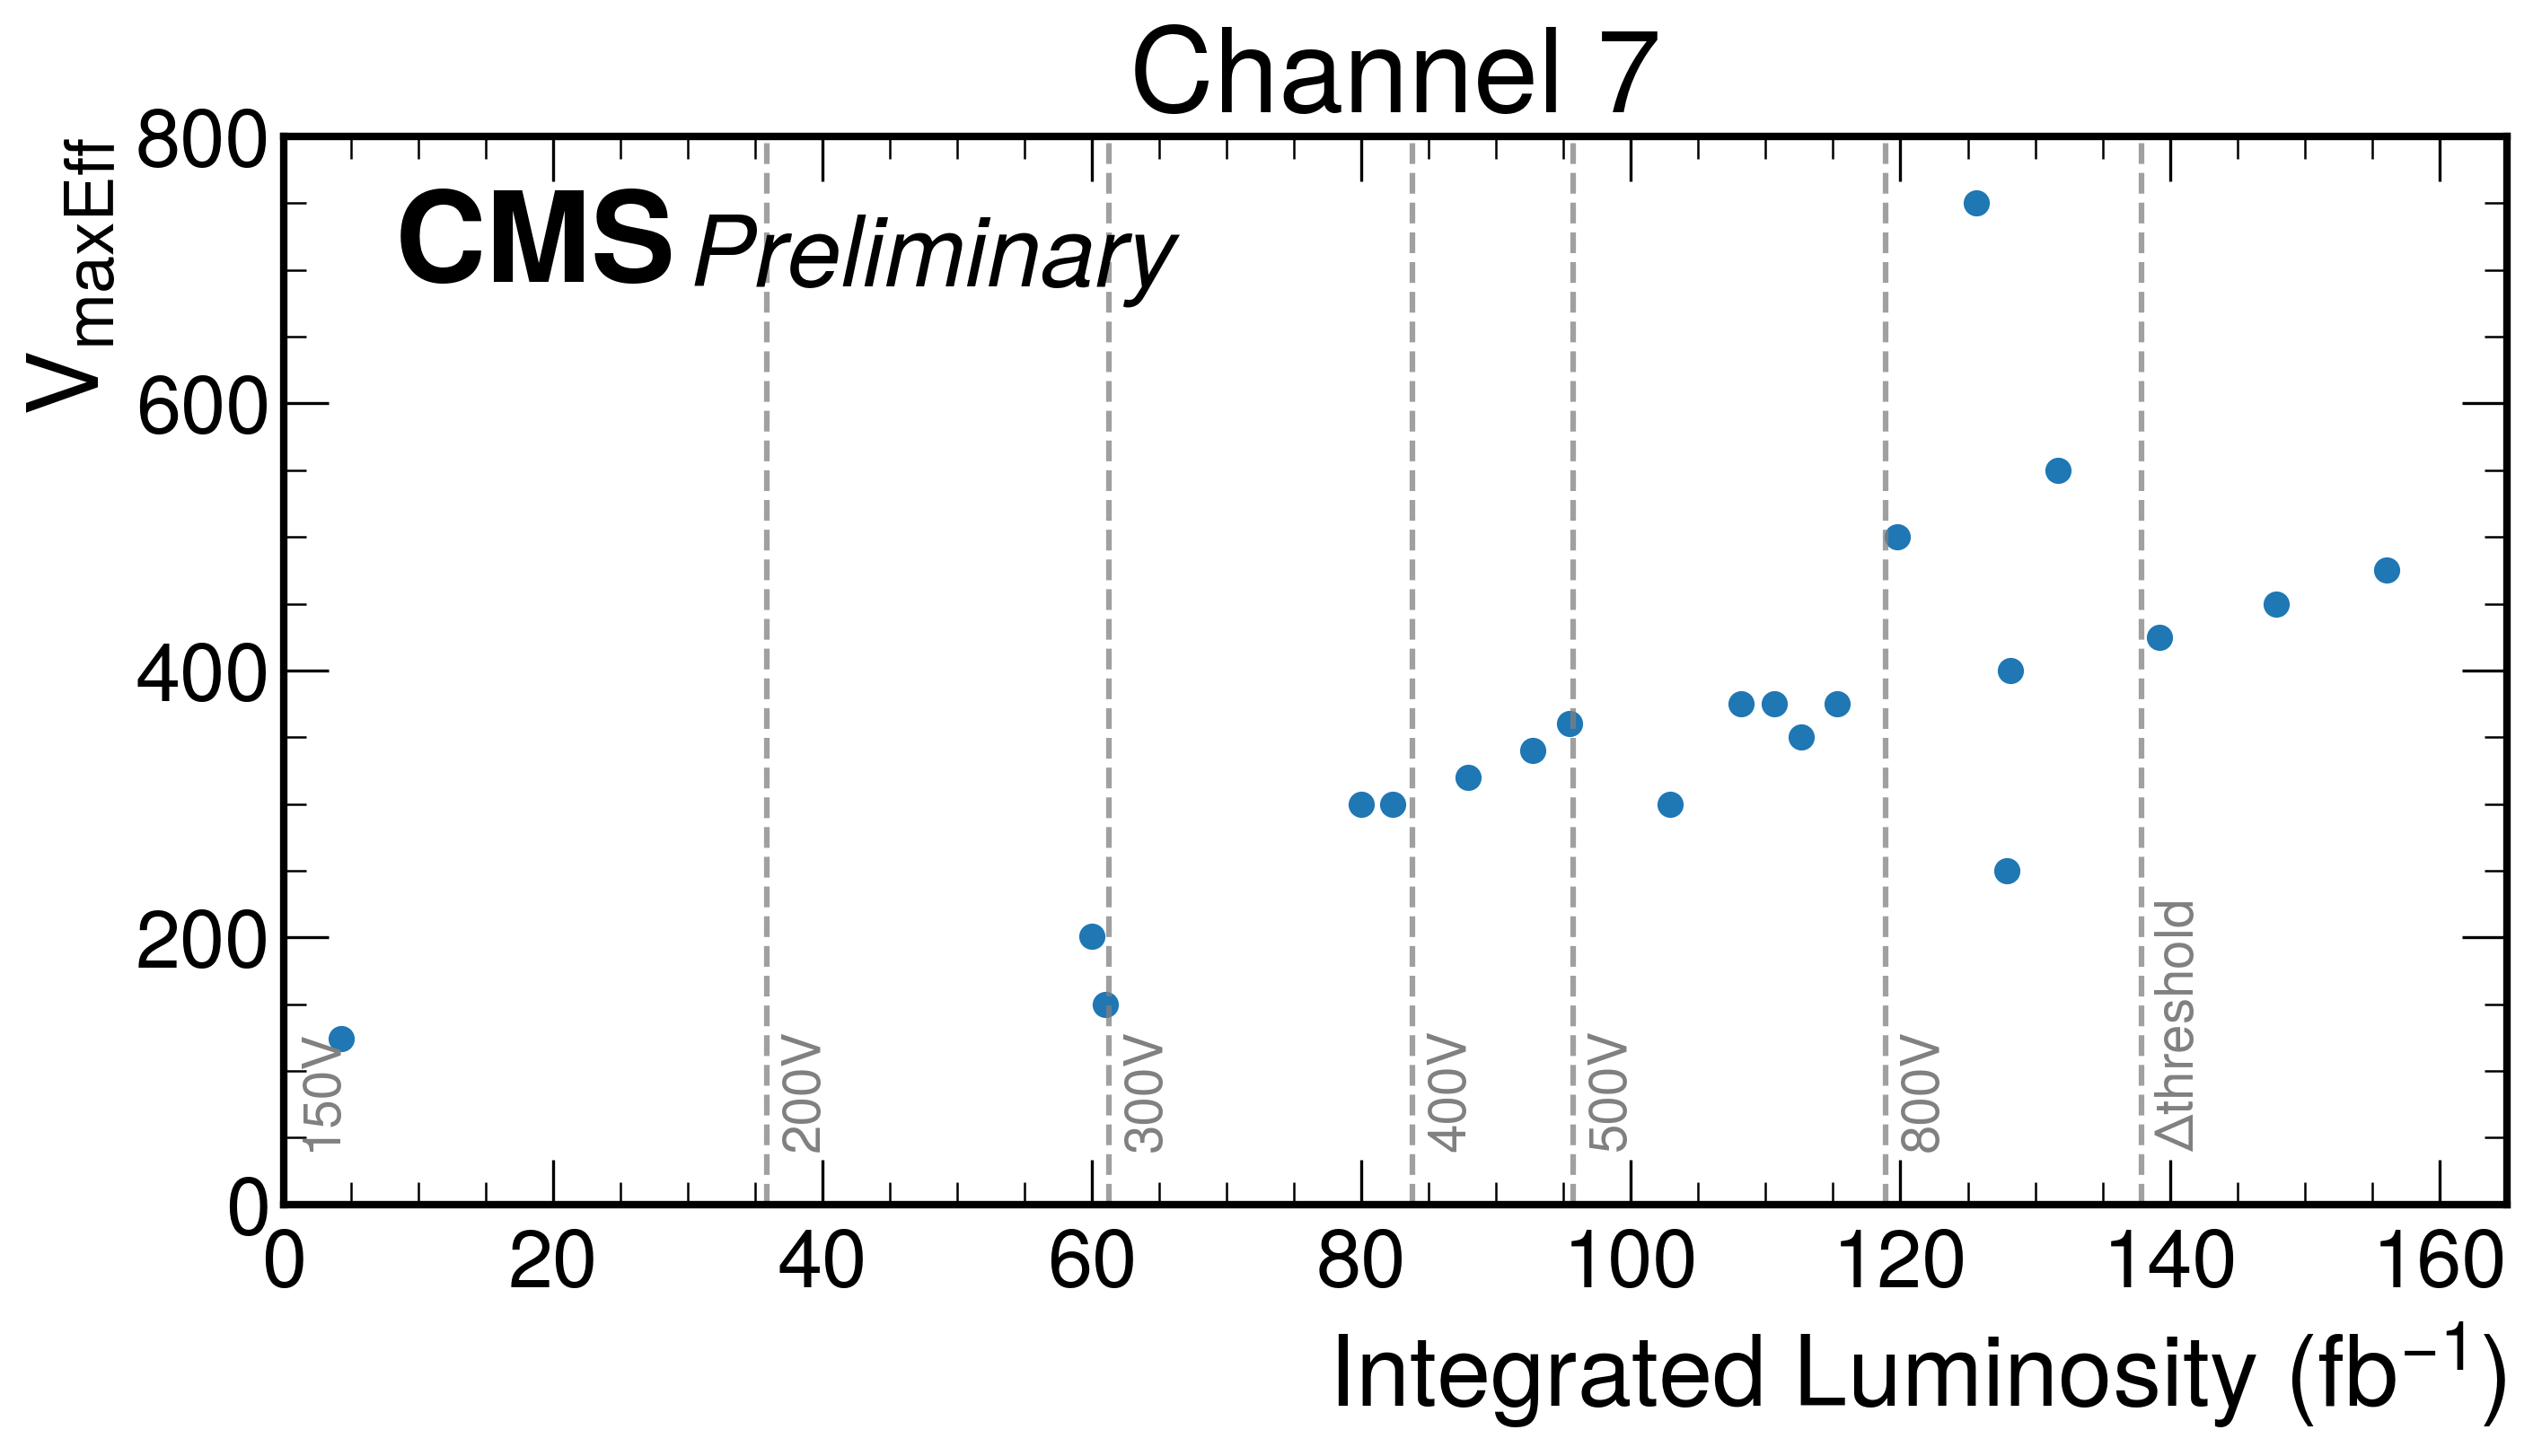 Channel 7
CMS Preliminary
V_maxEff
800
600
400
200
0
150V
200V
300V
400V
500V
800V
Δthreshold
0 20 40 60 80 100 120 140 160
Integrated Luminosity (fb⁻¹)